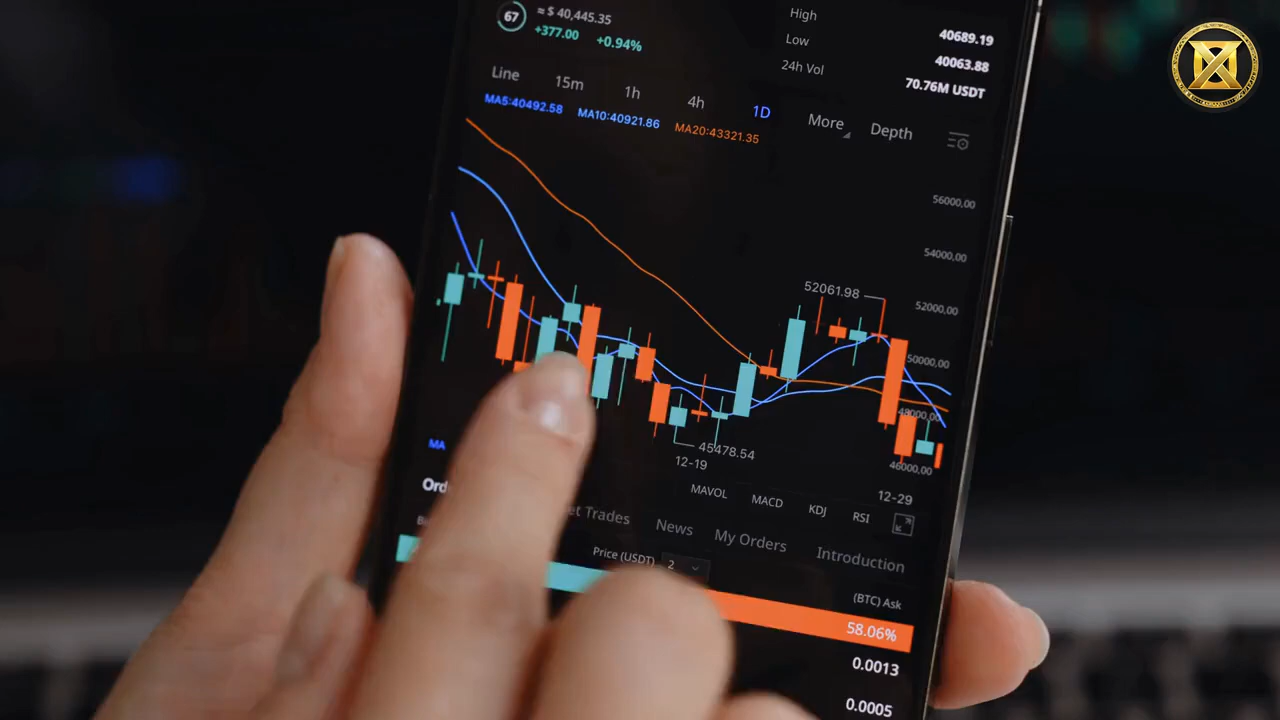 67
≈ $ 40,445.35
+377.00 +0.94%
High 40689.19
Low 40063.88
24h Vol 70.76M USDT
Line 15m 1h 4h 1D More Depth
MA5:40492.58 MA10:40921.86 MA20:43321.35
56000.00
54000.00
52061.98
52000.00
50000.00
48000.00
45478.54
46000.00
12-19
12-29
MA
MAVOL MACD KDJ RSI
Trades News My Orders Introduction
Price (USDT) 2
(BTC) Ask
58.06%
0.0013
0.0005